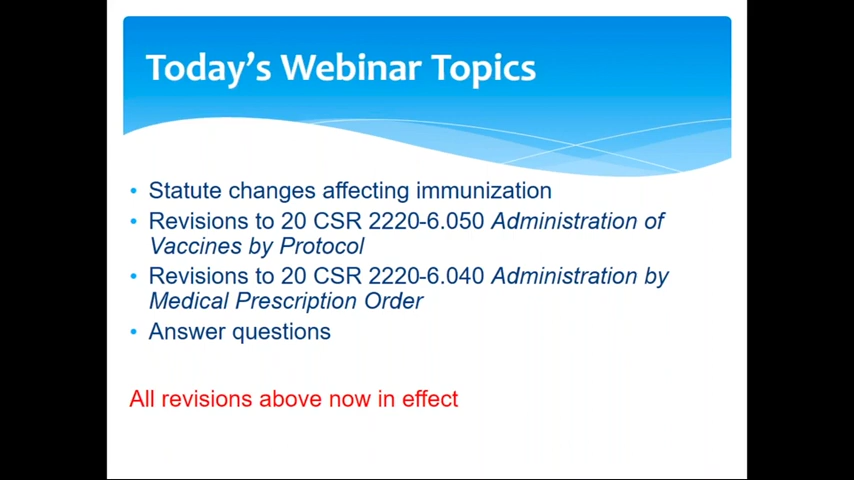 Today's Webinar Topics
• Statute changes affecting immunization
• Revisions to 20 CSR 2220-6.050 Administration of
Vaccines by Protocol
• Revisions to 20 CSR 2220-6.040 Administration by
Medical Prescription Order
• Answer questions
All revisions above now in effect